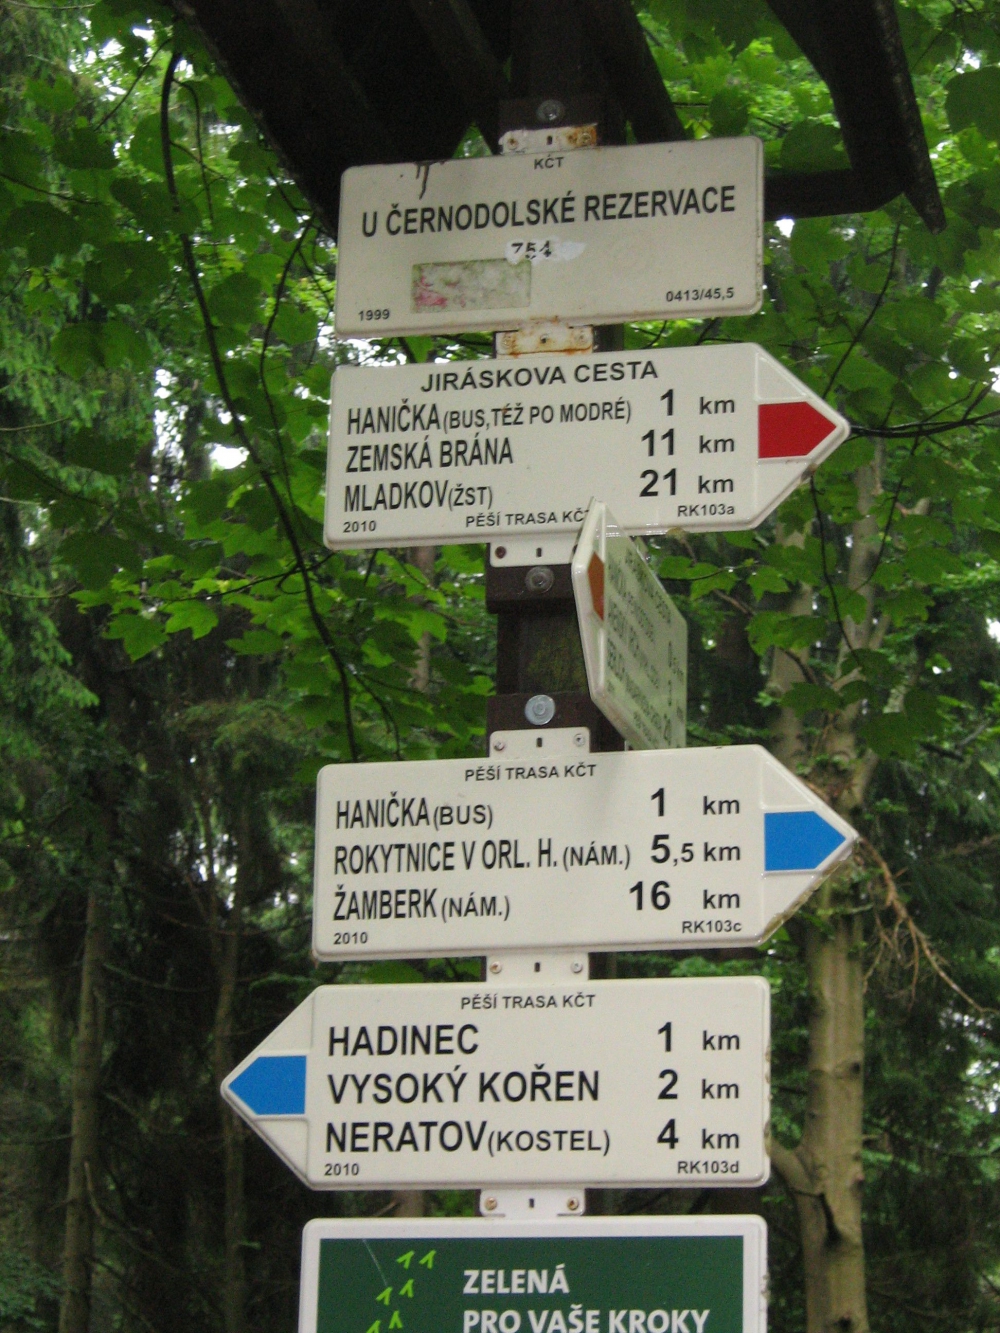 KČT
U ČERNODOLSKÉ REZERVACE
754
1999 0413/45,5
JIRÁSKOVA CESTA
HANIČKA(BUS,TÉŽ PO MODRÉ) 1 km
ZEMSKÁ BRÁNA 11 km
MLADKOV(ŽST) 21 km
2010 PĚŠÍ TRASA KČT RK103a
PĚŠÍ TRASA KČT
HANIČKA(BUS) 1 km
ROKYTNICE V ORL. H.(NÁM.) 5,5 km
ŽAMBERK(NÁM.) 16 km
2010 RK103c
PĚŠÍ TRASA KČT
HADINEC 1 km
VYSOKÝ KOŘEN 2 km
NERATOV(KOSTEL) 4 km
2010 RK103d
ZELENÁ
PRO VAŠE KROKY